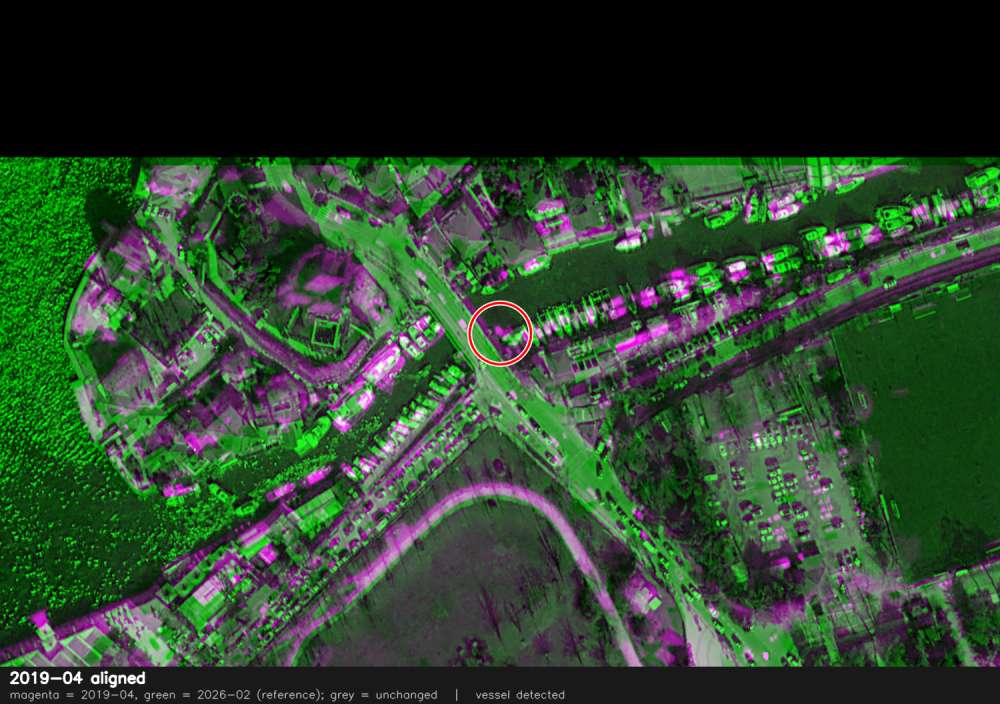 2019-04 aligned
magenta = 2019-04, green = 2026-02 (reference); grey = unchanged | vessel detected